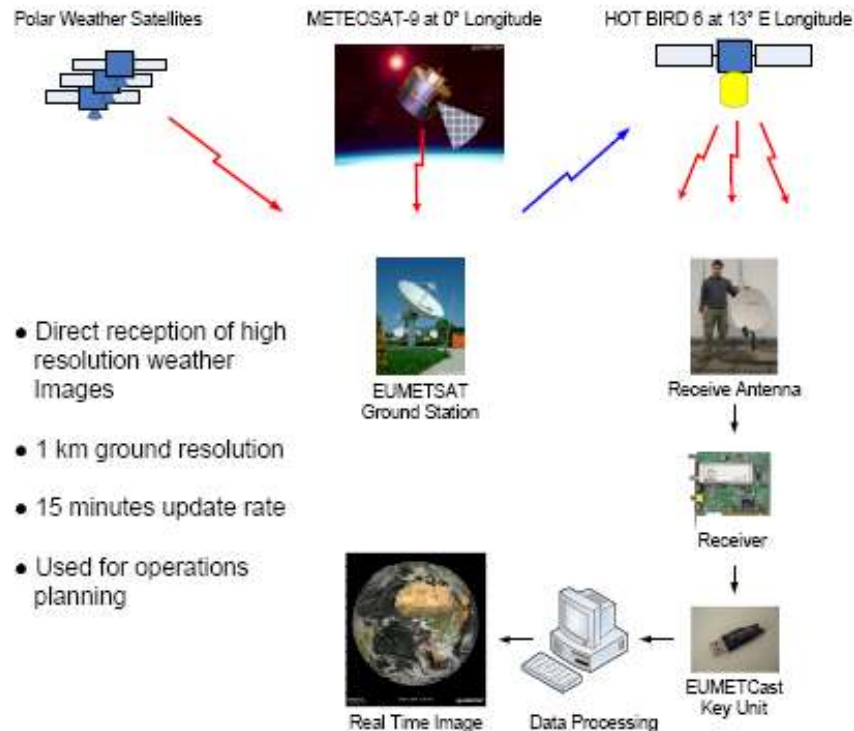 Polar Weather Satellites
METEOSAT-9 at 0° Longitude
HOT BIRD 6 at 13° E Longitude
● Direct reception of high
resolution weather
Images
● 1 km ground resolution
● 15 minutes update rate
● Used for operations
planning
EUMETSAT
Ground Station
Receive Antenna
Receiver
EUMETCast
Key Unit
Data Processing
Real Time Image